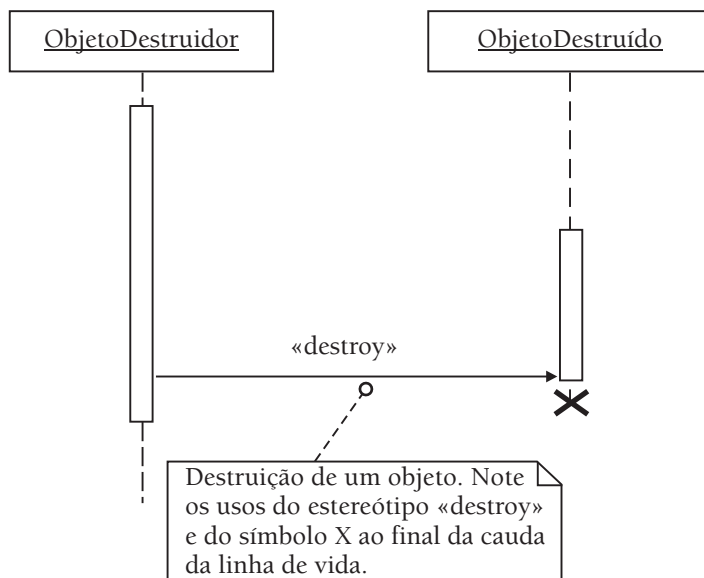 ObjetoDestruidor
ObjetoDestruído
«destroy»
Destruição de um objeto. Note
os usos do estereótipo «destroy»
e do símbolo X ao final da cauda
da linha de vida.